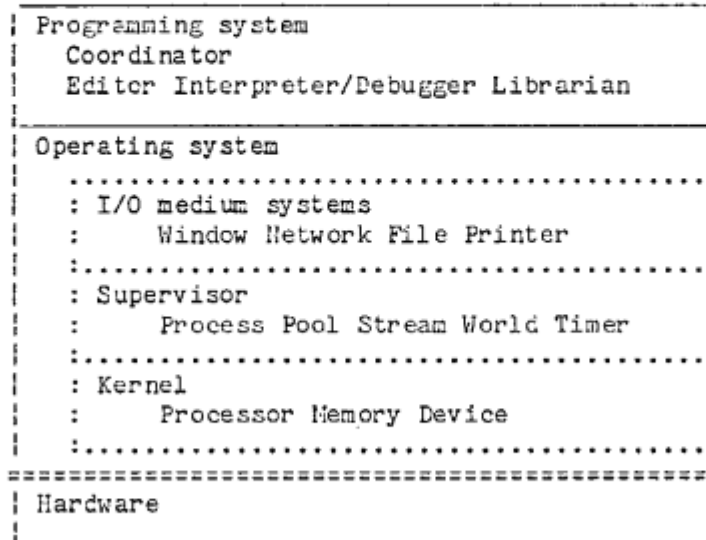 Programming system
Coordinator
Editor Interpreter/Debugger Librarian
Operating system
I/O medium systems
Window Network File Printer
Supervisor
Process Pool Stream World Timer
Kernel
Processor Memory Device
Hardware